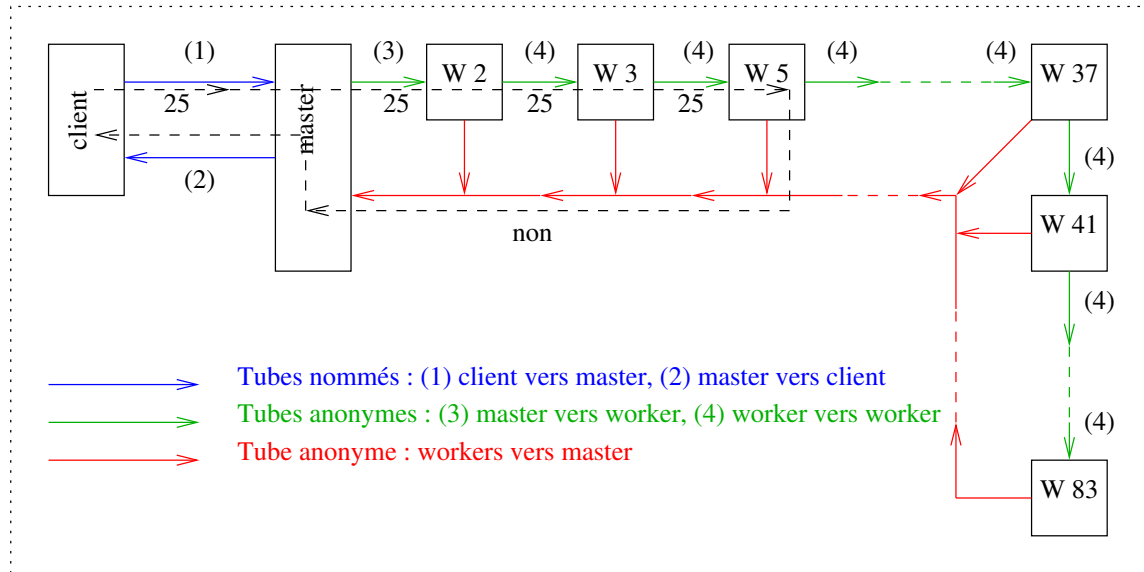 (1) (3) (4) (4) (4) (4)
client
25
(2)
master
W 2
W 3
W 5
W 37
25 25 25
non
(4)
W 41
(4)
(4)
W 83
Tubes nommés : (1) client vers master, (2) master vers client
Tubes anonymes : (3) master vers worker, (4) worker vers worker
Tube anonyme : workers vers master